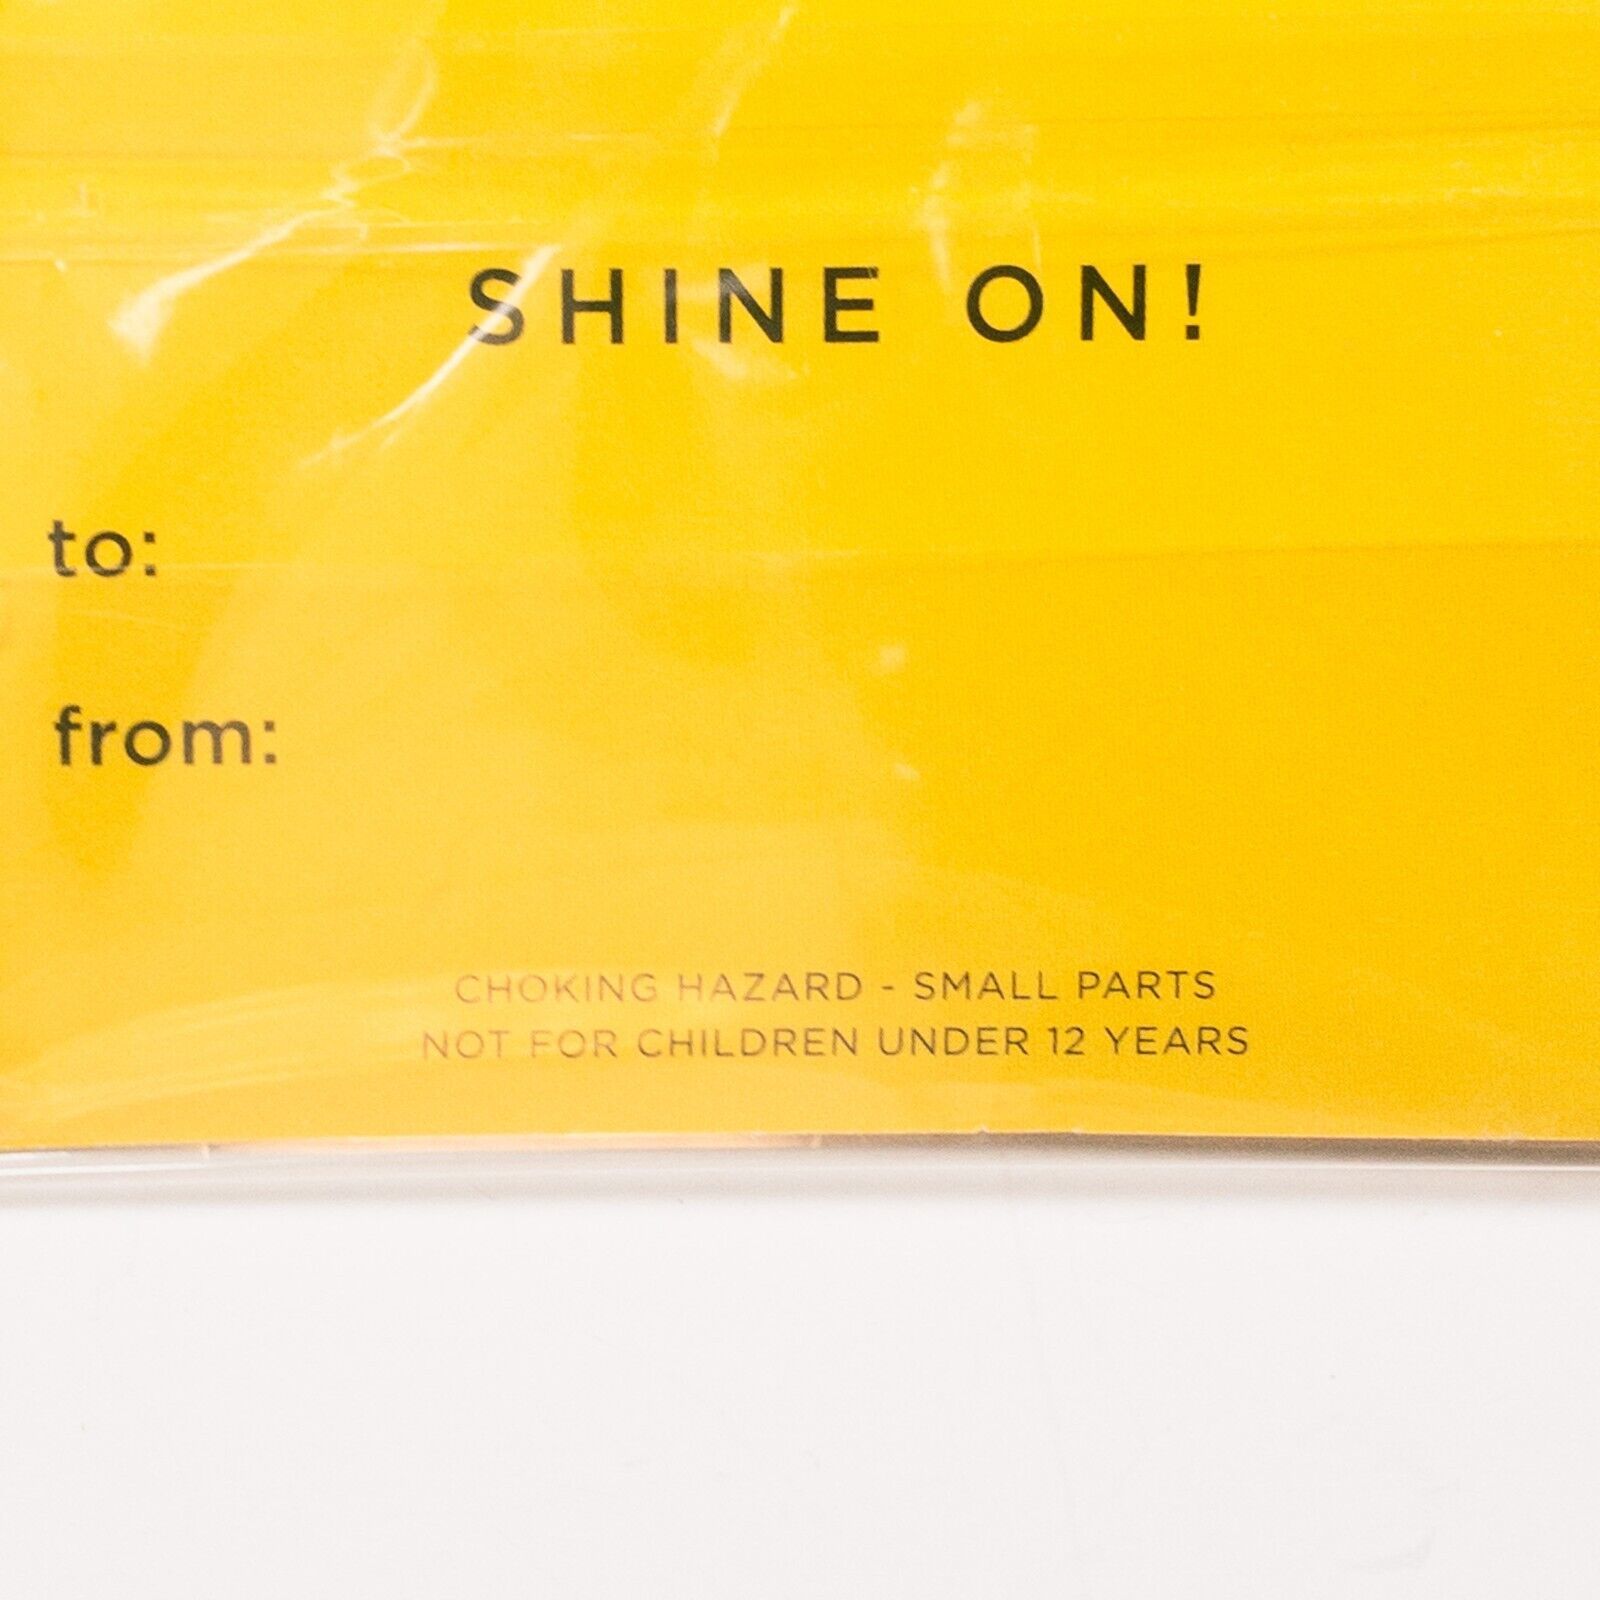 SHINE ON!
to:
from:
CHOKING HAZARD - SMALL PARTS
NOT FOR CHILDREN UNDER 12 YEARS